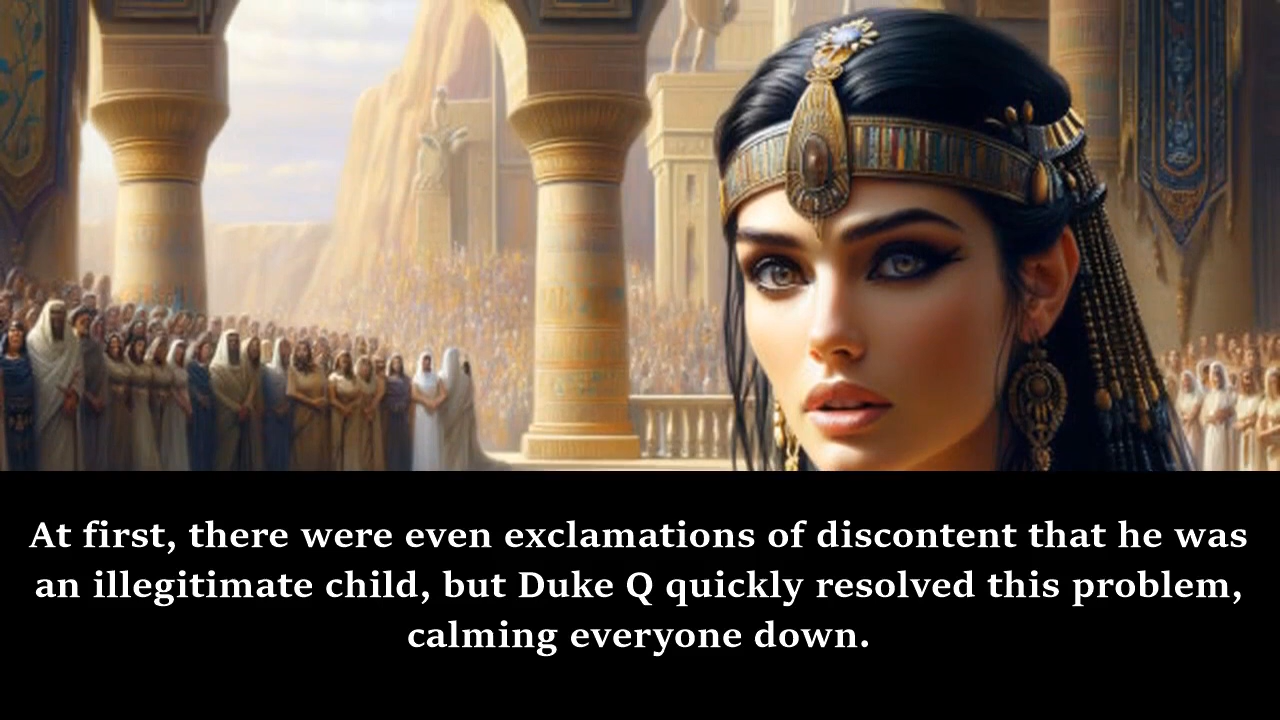 At first, there were even exclamations of discontent that he was
an illegitimate child, but Duke Q quickly resolved this problem,
calming everyone down.